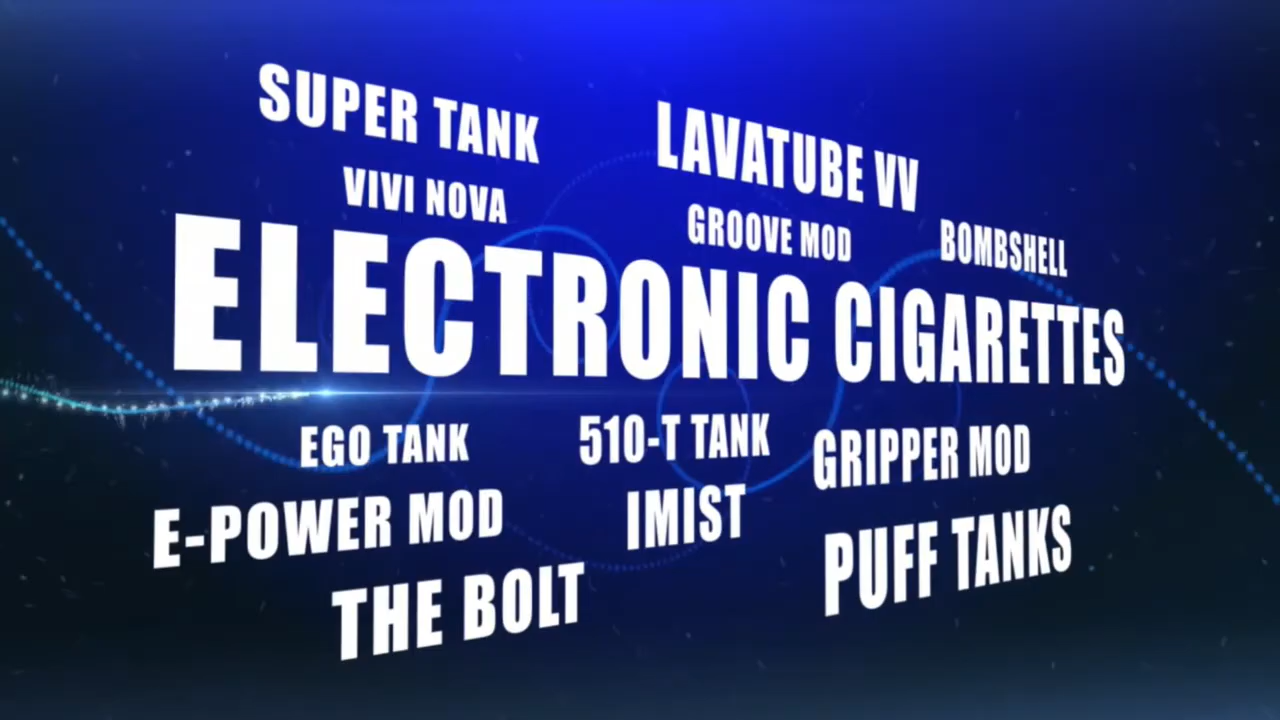 SUPER TANK
LAVATUBE VV
VIVI NOVA
GROOVE MOD
BOMBSHELL
ELECTRONIC CIGARETTES
EGO TANK
510-T TANK
GRIPPER MOD
E-POWER MOD
IMIST
THE BOLT
PUFF TANKS